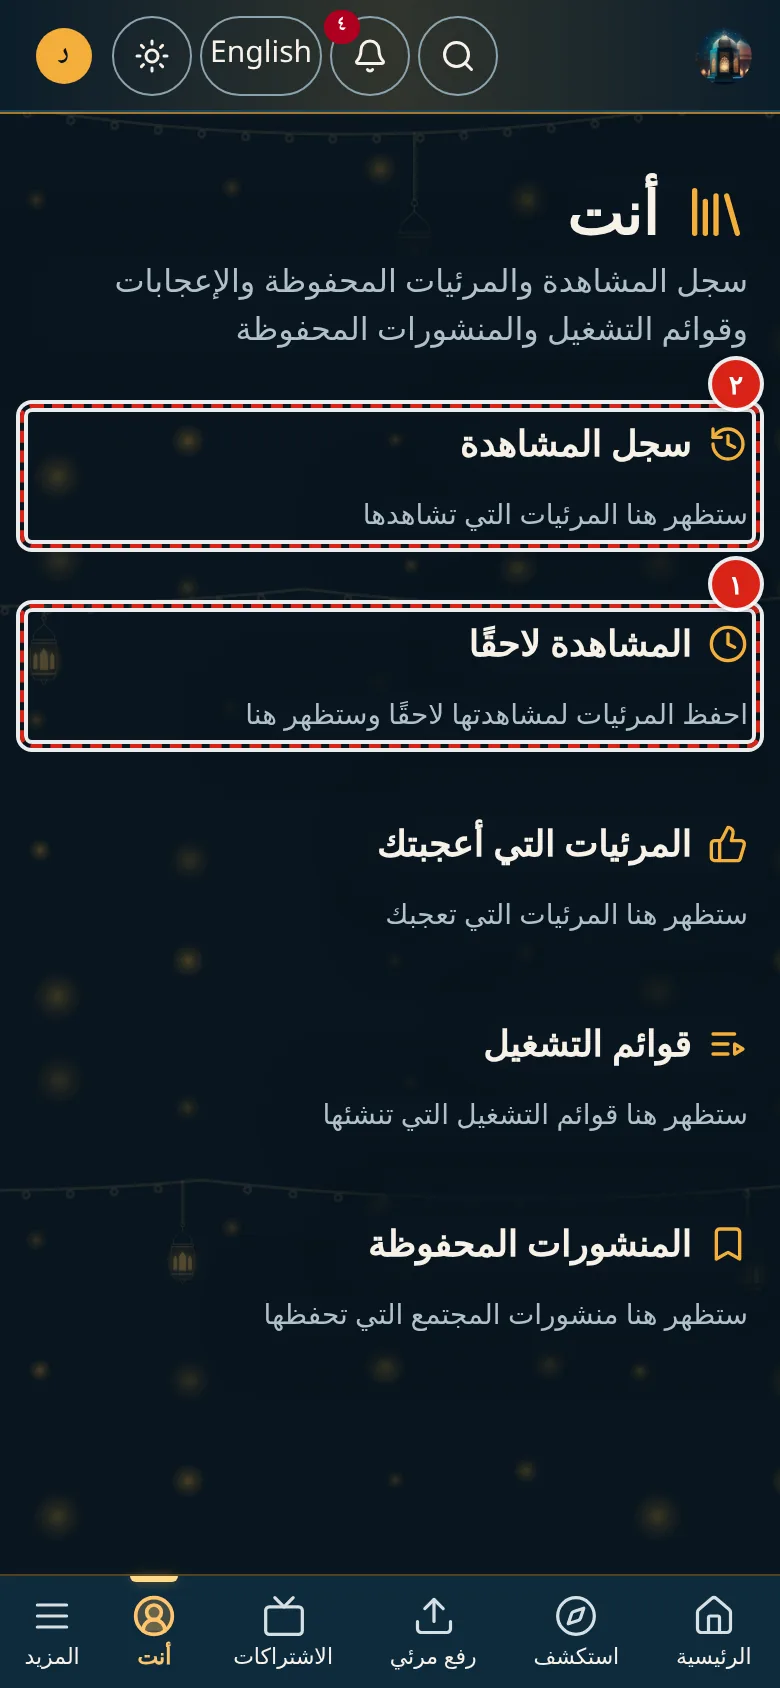 ر
English
٤
أنت
سجل المشاهدة والمرئيات المحفوظة والإعجابات
وقوائم التشغيل والمنشورات المحفوظة
٢
سجل المشاهدة
ستظهر هنا المرئيات التي تشاهدها
١
المشاهدة لاحقًا
احفظ المرئيات لمشاهدتها لاحقًا وستظهر هنا
المرئيات التي أعجبتك
ستظهر هنا المرئيات التي تعجبك
قوائم التشغيل
ستظهر هنا قوائم التشغيل التي تنشئها
المنشورات المحفوظة
ستظهر هنا منشورات المجتمع التي تحفظها
الرئيسية
استكشف
رفع مرئي
الاشتراكات
أنت
المزيد